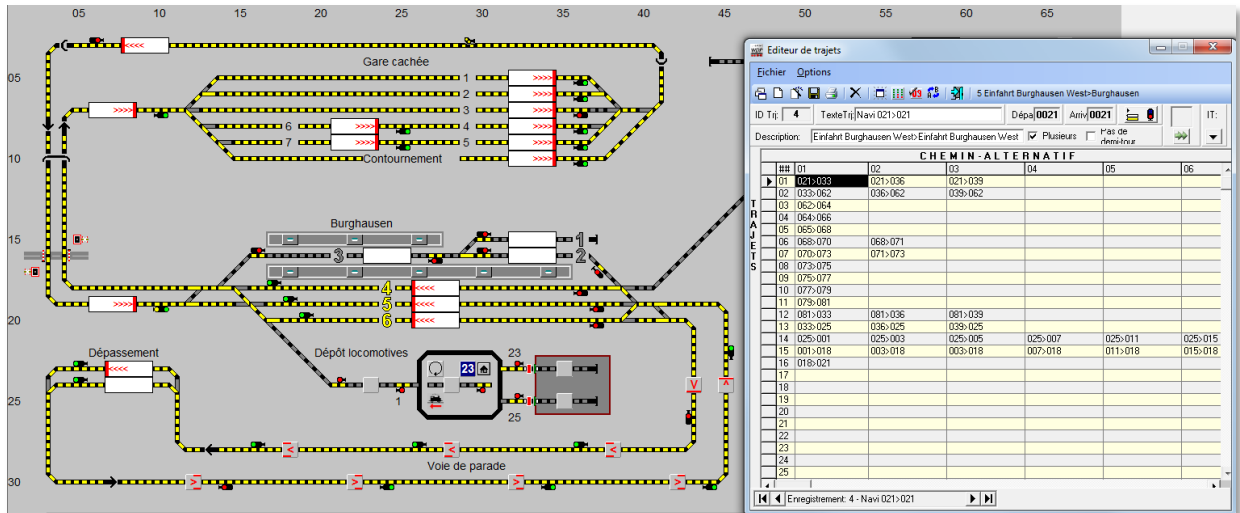 05 10 15 20 25 30 35 40 45 50 55 60 65
Editeur de trajets
Fichier Options
5 Einfahrt Burghausen West>Burghausen
ID Trj: 4 TexteTrj: Navi 021>021 Dépa 0021 Arriv 0021 IT:
Description: Einfahrt Burghausen West>Einfahrt Burghausen West Plusieurs Pas de demi-tour
CHEMIN-ALTERNATIF
## 01 02 03 04 05 06
TRAJETS
01 021>033 021>036 021>039
02 033>062 036>062 039>062
03 062>064
04 064>066
05 065>068
06 068>070 068>071
07 070>073 071>073
08 073>075
09 075>077
10 077>079
11 079>081
12 081>033 081>036 081>039
13 033>025 036>025 039>025
14 025>001 025>003 025>005 025>007 025>011 025>015
15 001>018 003>018 003>018 007>018 011>018 015>018
16 018>021
17
18
19
20
21
22
23
24
25
Enregistrement: 4 - Navi 021>021
<<<<
Gare cachée
05
1 >>>>
2 >>>>
>>>> 3 >>>>
6 >>>> 4 >>>>
7 >>>> 5 >>>>
10
Contournement >>>>
Burghausen
15
1
3 2
4 <<<<
>>>> 5 <<<<
20
6 <<<<
Dépassement
Dépôt locomotives
23
<<<<
23
V ^
25
1
25
< < <
Voie de parade
30
> > > >